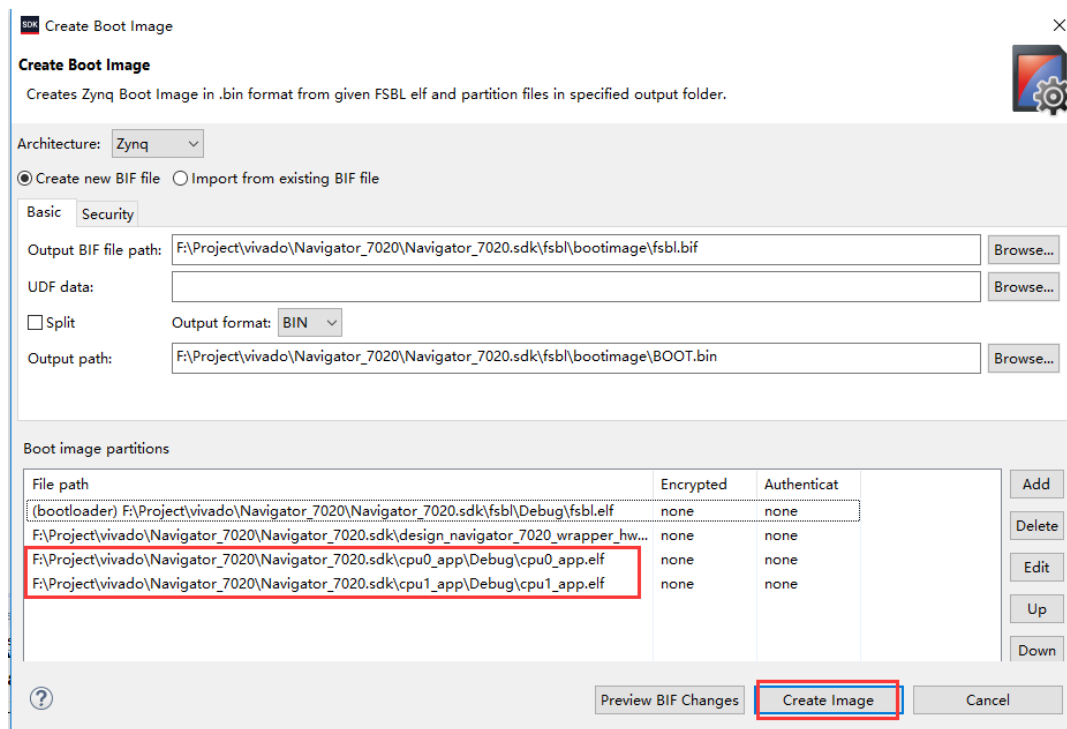 SDK Create Boot Image
Create Boot Image
Creates Zynq Boot Image in .bin format from given FSBL elf and partition files in specified output folder.
Architecture: Zynq
Create new BIF file Import from existing BIF file
Basic Security
Output BIF file path: F:\Project\vivado\Navigator_7020\Navigator_7020.sdk\fsbl\bootimage\fsbl.bif Browse...
UDF data: Browse...
Split Output format: BIN
Output path: F:\Project\vivado\Navigator_7020\Navigator_7020.sdk\fsbl\bootimage\BOOT.bin Browse...
Boot image partitions
File path Encrypted Authenticat Add
(bootloader) F:\Project\vivado\Navigator_7020\Navigator_7020.sdk\fsbl\Debug\fsbl.elf none none
Delete
F:\Project\vivado\Navigator_7020\Navigator_7020.sdk\design_navigator_7020_wrapper_hw... none none
F:\Project\vivado\Navigator_7020\Navigator_7020.sdk\cpu0_app\Debug\cpu0_app.elf none none Edit
F:\Project\vivado\Navigator_7020\Navigator_7020.sdk\cpu1_app\Debug\cpu1_app.elf none none
Up
Down
? Preview BIF Changes Create Image Cancel